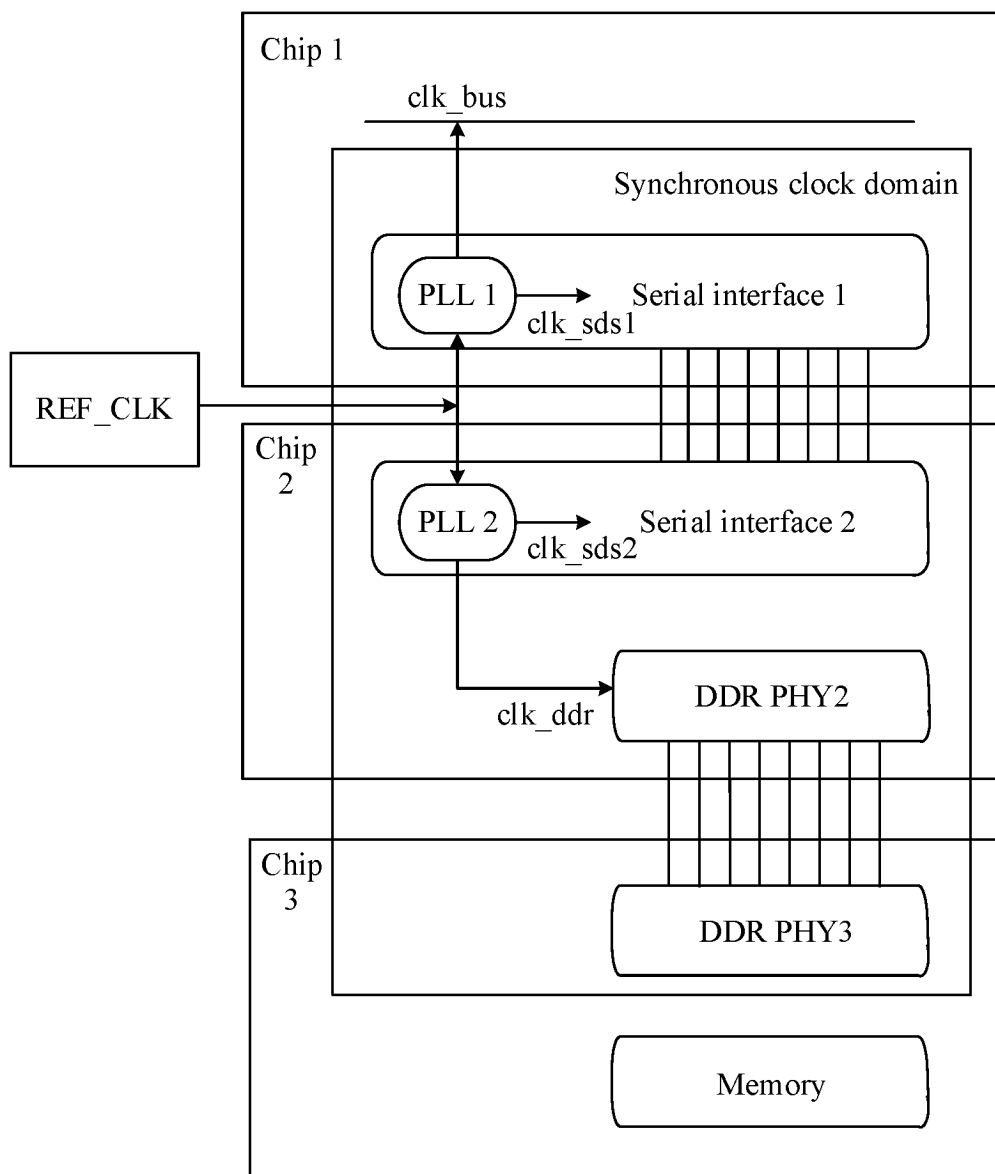 Chip 1
clk_bus
Synchronous clock domain
PLL 1
Serial interface 1
clk_sds1
REF_CLK
Chip
2
PLL 2
Serial interface 2
clk_sds2
DDR PHY2
clk_ddr
Chip
3
DDR PHY3
Memory